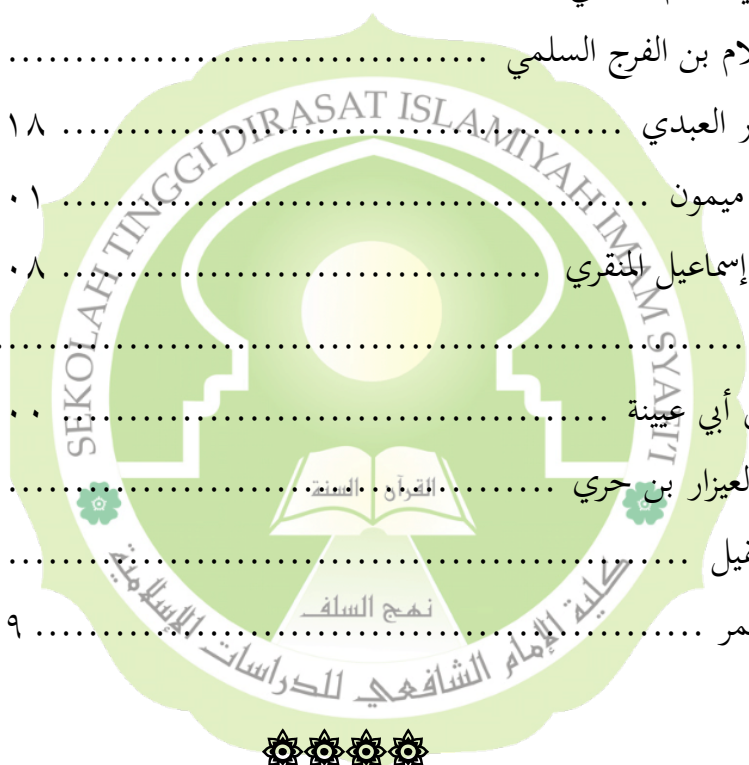 لام بن الفرج السلمي ....................................
ر العبدي .......................................... ١٨
ميمون ........................................... ٠١
إسماعيل المنقري .................................... ٠٨
أبي عيينة ........................................ ٠٠
لعيزار بن حري .........................................
فيل ...................................................
مر .................................................. ٩
SEKOLAH TINGGI DIRASAT ISLAMIYAH IMAM SYAFI'I
القرآن السنة
نهج السلف
كلية الإمام الشافعي للدراسات الإسلامية